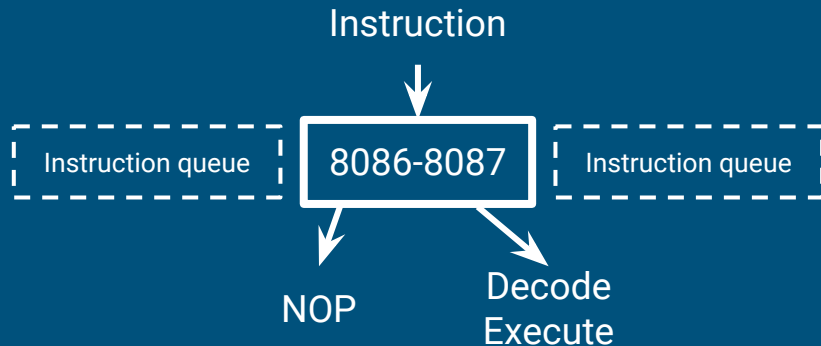 Instruction
Instruction queue
8086-8087
Instruction queue
NOP
Decode
Execute